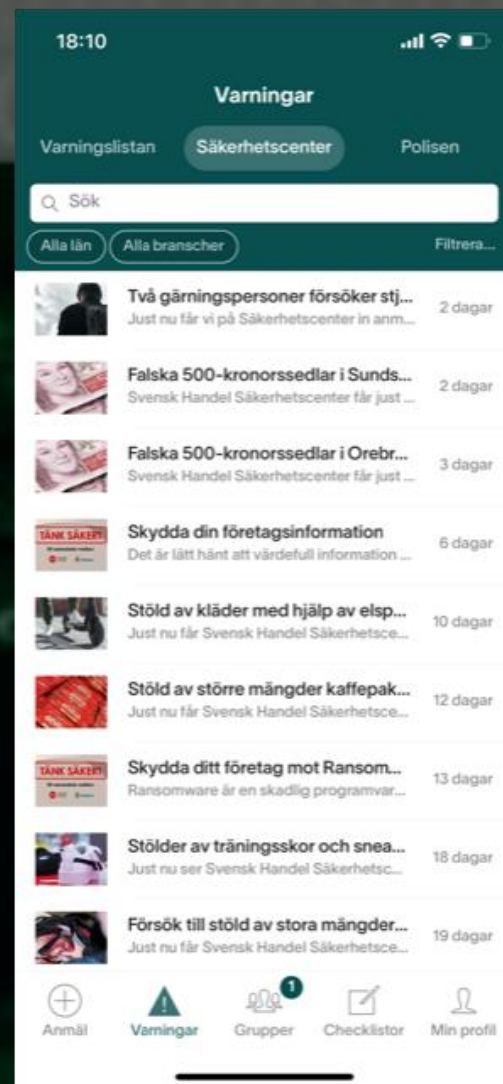 18:10
Varningar
Varningslistan Säkerhetscenter Polisen
Sök
Alla län Alla branscher Filtrera...
Två gärningspersoner försöker stj... 2 dagar
Just nu får vi på Säkerhetscenter in anm...
Falska 500-kronorssedlar i Sunds... 2 dagar
Svensk Handel Säkerhetscenter får just ...
Falska 500-kronorssedlar i Orebr... 3 dagar
Svensk Handel Säkerhetscenter får just ...
TÄNK SÄKERT
Skydda din företagsinformation 6 dagar
Det är lätt hänt att värdefull information ...
Stöld av kläder med hjälp av elsp... 10 dagar
Just nu får Svensk Handel Säkerhetsce...
Stöld av större mängder kaffepak... 12 dagar
Just nu får Svensk Handel Säkerhetsce...
TÄNK SÄKERT
Skydda ditt företag mot Ransom... 13 dagar
Ransomware är en skadlig programvar...
Stölder av träningsskor och snea... 18 dagar
Just nu ser Svensk Handel Säkerhetsc...
Försök till stöld av stora mängder... 19 dagar
Just nu får Svensk Handel Säkerhetsce...
1
Anmäl Varningar Grupper Checklistor Min profil